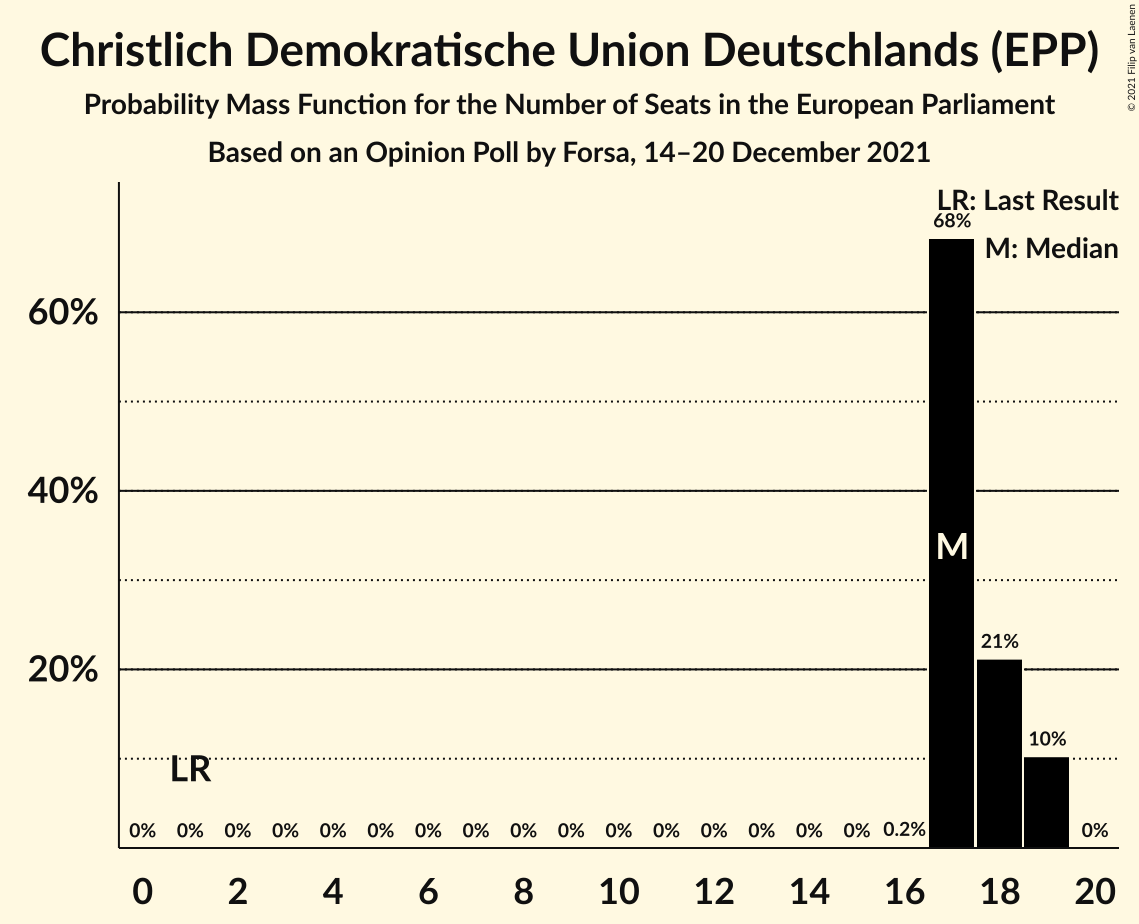 Christlich Demokratische Union Deutschlands (EPP)
Probability Mass Function for the Number of Seats in the European Parliament
Based on an Opinion Poll by Forsa, 14–20 December 2021
© 2021 Filip van Laenen
LR: Last Result
68%
M: Median
60%
40%
M
21%
20%
10%
LR
0% 0% 0% 0% 0% 0% 0% 0% 0% 0% 0% 0% 0% 0% 0% 0% 0.2% 0%
0 2 4 6 8 10 12 14 16 18 20